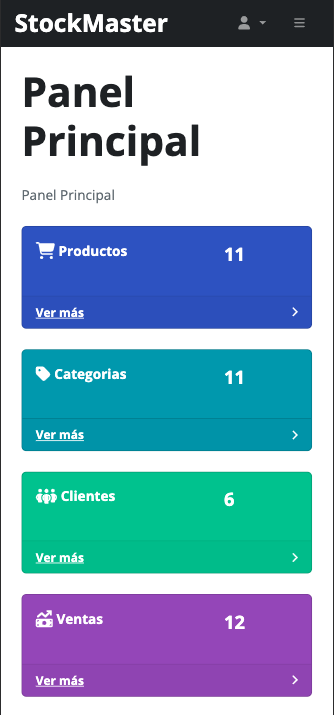 StockMaster
Panel
Principal
Panel Principal
Productos 11
Ver más
Categorias 11
Ver más
Clientes 6
Ver más
Ventas 12
Ver más